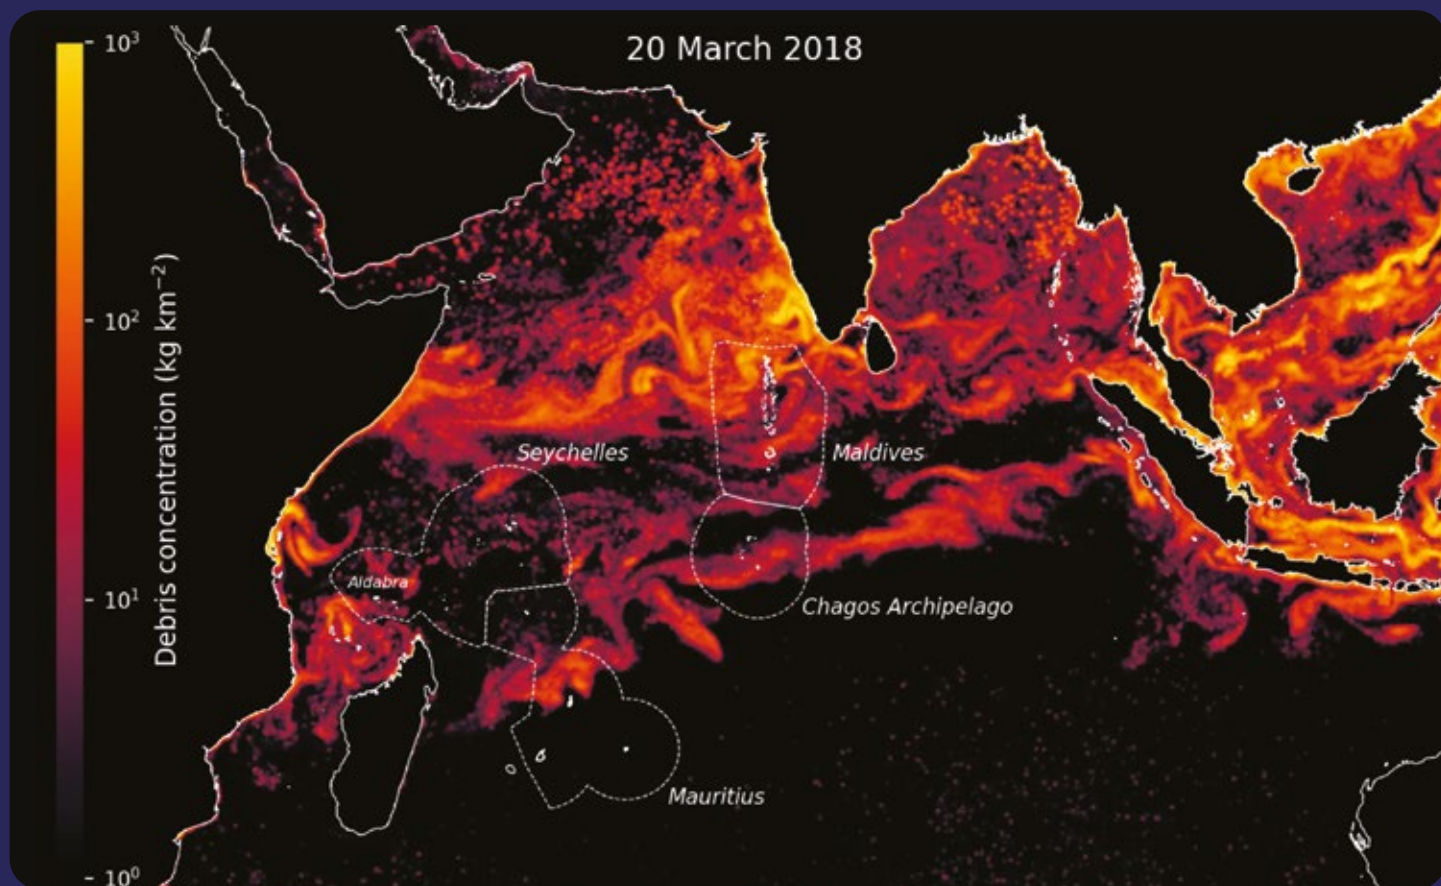 20 March 2018
10³
10²
10¹
10⁰
Debris concentration (kg km⁻²)
Seychelles
Maldives
Aldabra
Chagos Archipelago
Mauritius